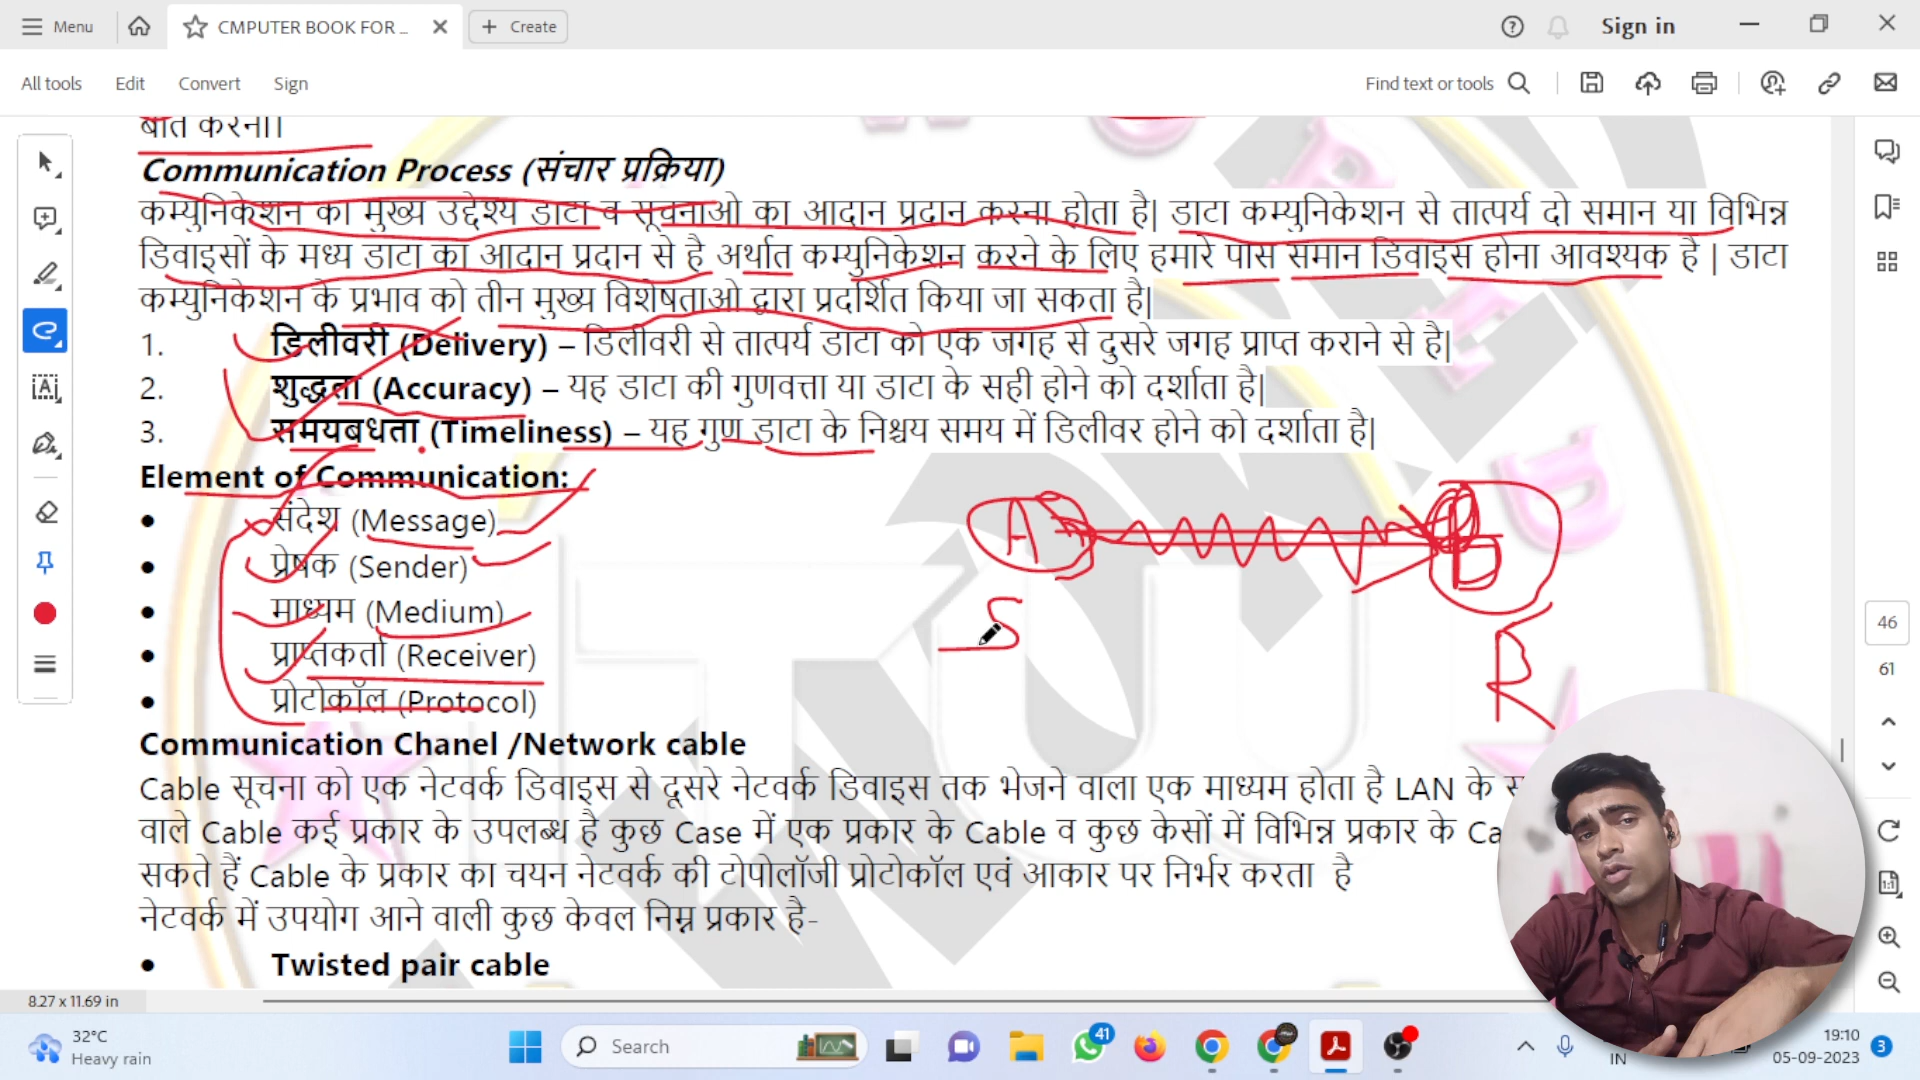 Menu
CMPUTER BOOK FOR ...
Create
Sign in
All tools
Edit
Convert
Sign
Find text or tools
बात करना।
Communication Process (संचार प्रक्रिया)
कम्युनिकेशन का मुख्य उद्देश्य डाटा व सूचनाओ का आदान प्रदान करना होता है| डाटा कम्युनिकेशन से तात्पर्य दो समान या विभिन्न
डिवाइसों के मध्य डाटा का आदान प्रदान से है अर्थात कम्युनिकेशन करने के लिए हमारे पास समान डिवाइस होना आवश्यक है | डाटा
कम्युनिकेशन के प्रभाव को तीन मुख्य विशेषताओ द्वारा प्रदर्शित किया जा सकता है|
1. डिलीवरी (Delivery) – डिलीवरी से तात्पर्य डाटा को एक जगह से दुसरे जगह प्राप्त कराने से है|
2. शुद्धता (Accuracy) – यह डाटा की गुणवत्ता या डाटा के सही होने को दर्शाता है|
3. समयबधता (Timeliness) – यह गुण डाटा के निश्चय समय में डिलीवर होने को दर्शाता है|
Element of Communication:
• संदेश (Message)
• प्रेषक (Sender)
• माध्यम (Medium)
• प्राप्तकर्ता (Receiver)
• प्रोटोकॉल (Protocol)
A
S
R
Communication Chanel /Network cable
Cable सूचना को एक नेटवर्क डिवाइस से दूसरे नेटवर्क डिवाइस तक भेजने वाला एक माध्यम होता है LAN के
वाले Cable कई प्रकार के उपलब्ध है कुछ Case में एक प्रकार के Cable व कुछ केसों में विभिन्न प्रकार के Ca
सकते हैं Cable के प्रकार का चयन नेटवर्क की टोपोलॉजी प्रोटोकॉल एवं आकार पर निर्भर करता है
नेटवर्क में उपयोग आने वाली कुछ केवल निम्न प्रकार है-
• Twisted pair cable
46
61
8.27 x 11.69 in
32°C
Heavy rain
Search
41
IN
19:10
05-09-2023
3